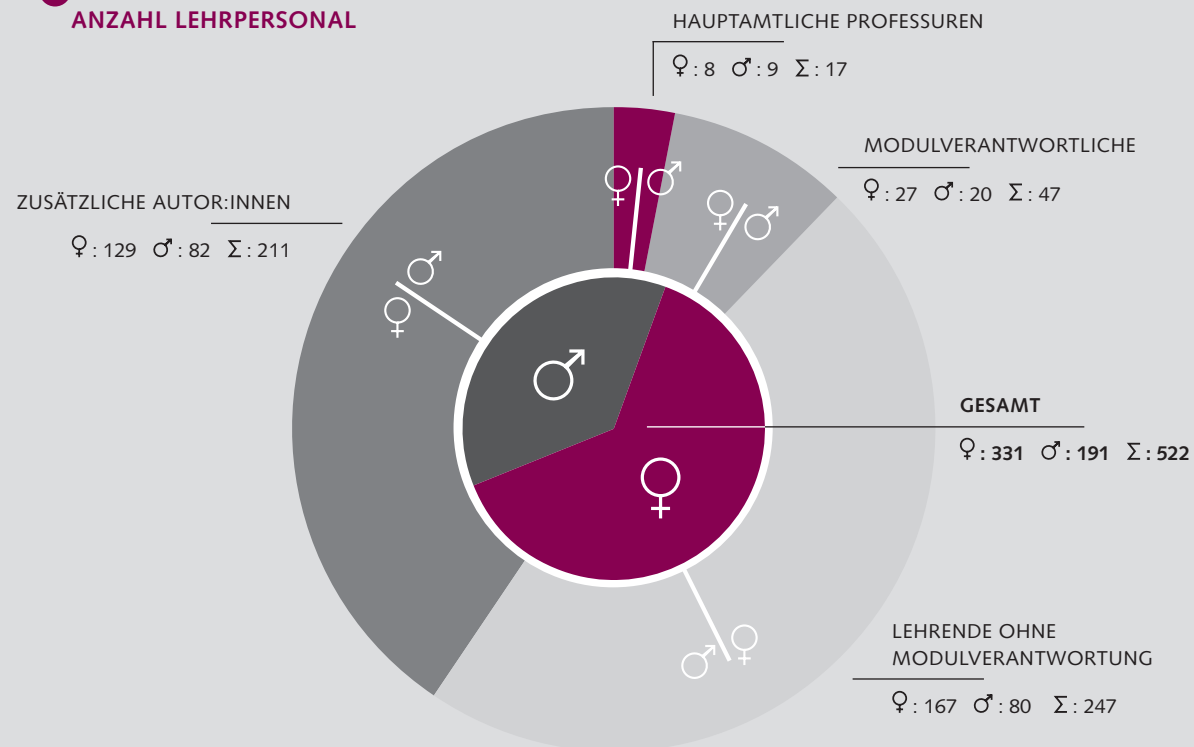 ANZAHL LEHRPERSONAL
HAUPTAMTLICHE PROFESSUREN
♀: 8 ♂: 9 Σ: 17
MODULVERANTWORTLICHE
♀: 27 ♂: 20 Σ: 47
ZUSÄTZLICHE AUTOR:INNEN
♀: 129 ♂: 82 Σ: 211
GESAMT
♀: 331 ♂: 191 Σ: 522
LEHRENDE OHNE
MODULVERANTWORTUNG
♀: 167 ♂: 80 Σ: 247